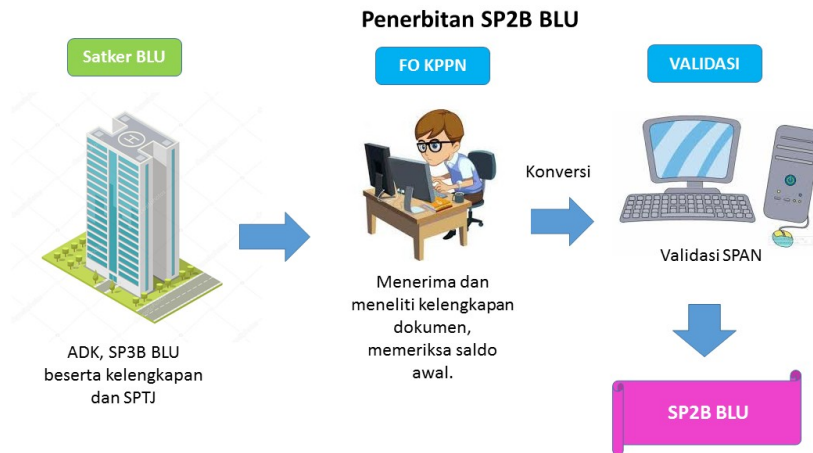 Penerbitan SP2B BLU
Satker BLU
FO KPPN
VALIDASI
Konversi
Validasi SPAN
Menerima dan
meneliti kelengkapan
dokumen,
memeriksa saldo
awal.
ADK, SP3B BLU
beserta kelengkapan
dan SPTJ
SP2B BLU